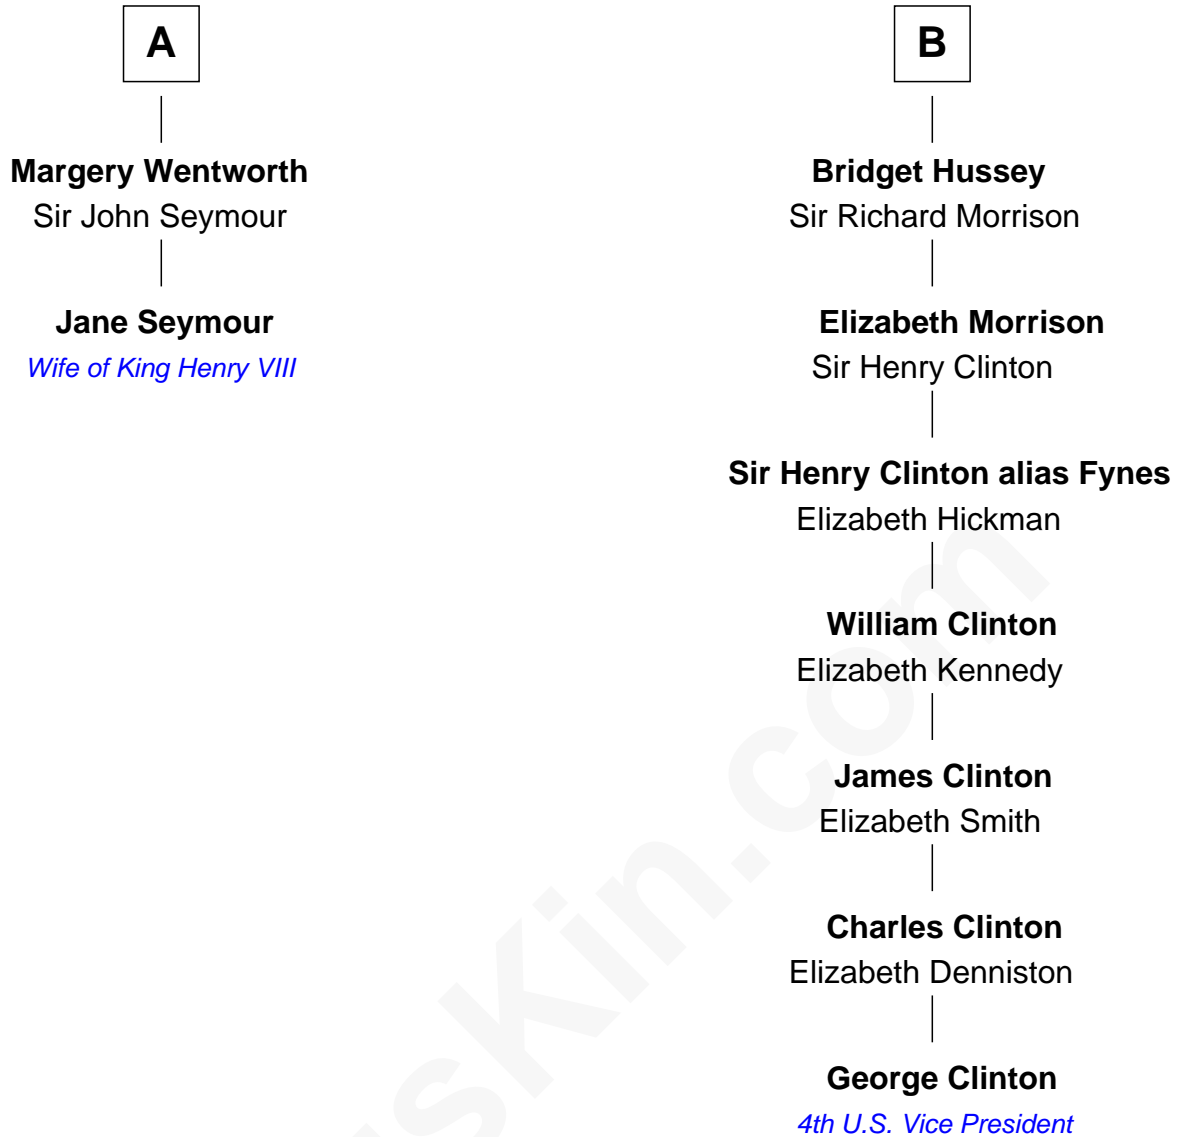 A
Margery Wentworth
Sir John Seymour
Jane Seymour
Wife of King Henry VIII
B
Bridget Hussey
Sir Richard Morrison
Elizabeth Morrison
Sir Henry Clinton
Sir Henry Clinton alias Fynes
Elizabeth Hickman
William Clinton
Elizabeth Kennedy
James Clinton
Elizabeth Smith
Charles Clinton
Elizabeth Denniston
George Clinton
4th U.S. Vice President
usKin.com